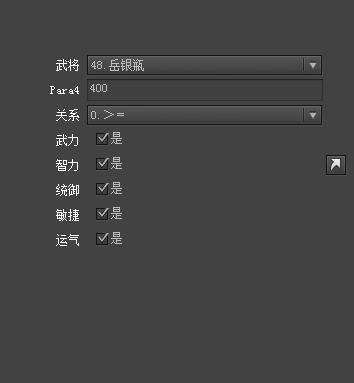 武将 48.岳银瓶
Para4 400
关系 0.＞＝
武力 是
智力 是
统御 是
敏捷 是
运气 是